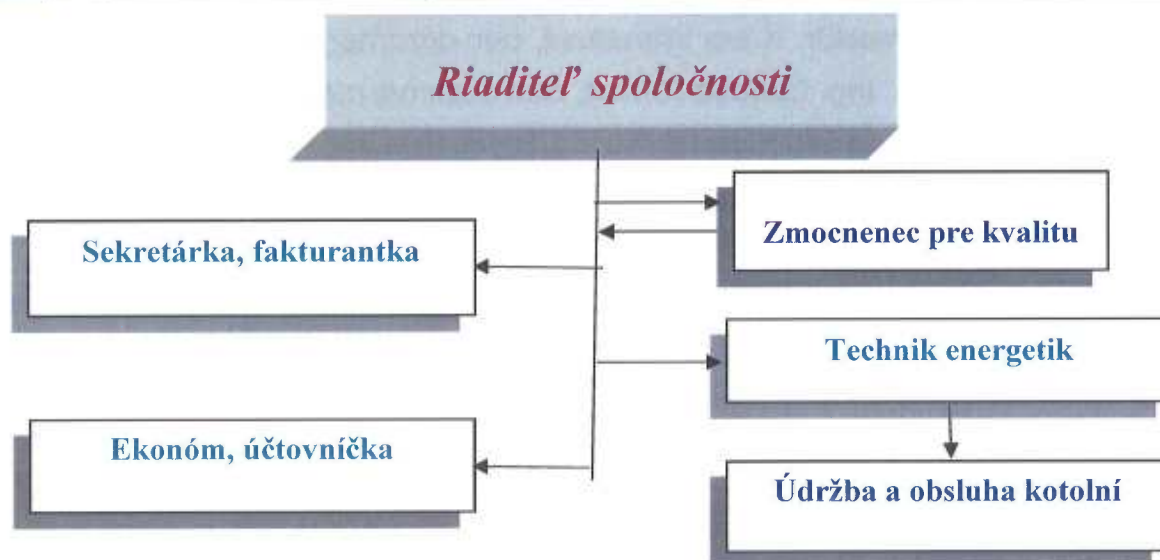 Riaditeľ spoločnosti
Zmocnenec pre kvalitu
Sekretárka, fakturantka
Technik energetik
Ekonóm, účtovníčka
Údržba a obsluha kotolní